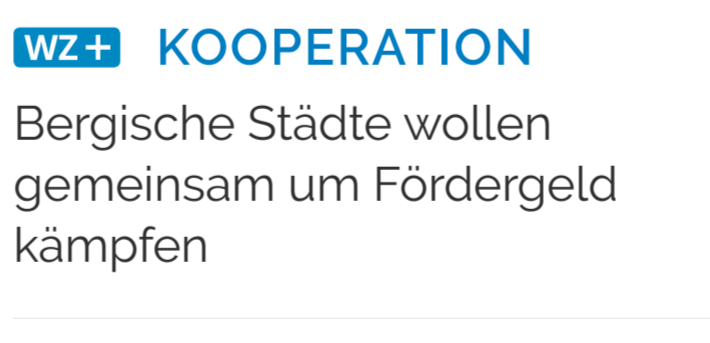 WZ+ KOOPERATION
Bergische Städte wollen
gemeinsam um Fördergeld
kämpfen